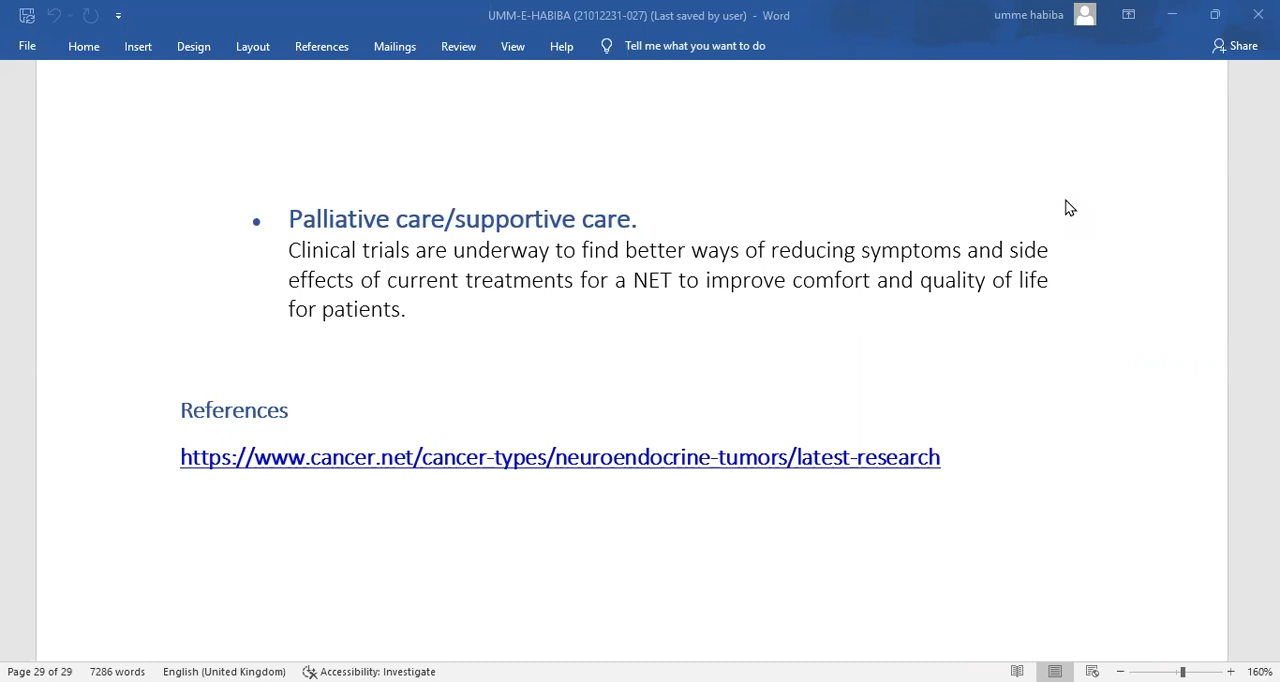 UMM-E-HABIBA (21012231-027) (Last saved by user) - Word
umme habiba
File Home Insert Design Layout References Mailings Review View Help Tell me what you want to do Share
• Palliative care/supportive care.
Clinical trials are underway to find better ways of reducing symptoms and side
effects of current treatments for a NET to improve comfort and quality of life
for patients.
References
https://www.cancer.net/cancer-types/neuroendocrine-tumors/latest-research
Page 29 of 29 7286 words English (United Kingdom) Accessibility: Investigate 160%